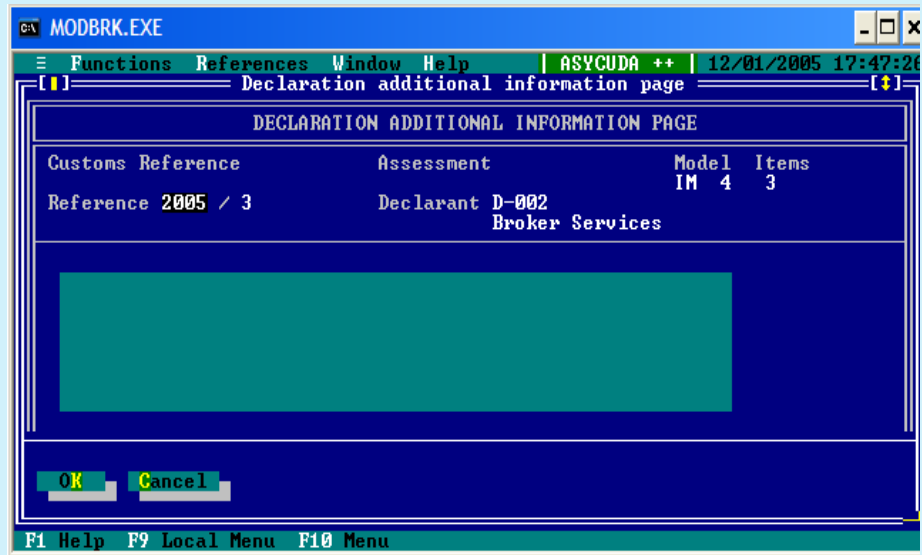 C:\ MODBRK.EXE
≡ Functions References Window Help | ASYCUDA ++ | 12/01/2005 17:47:26
Declaration additional information page
DECLARATION ADDITIONAL INFORMATION PAGE
Customs Reference Assessment Model Items
IM 4 3
Reference 2005 / 3 Declarant D-002
Broker Services
OK Cancel
F1 Help F9 Local Menu F10 Menu